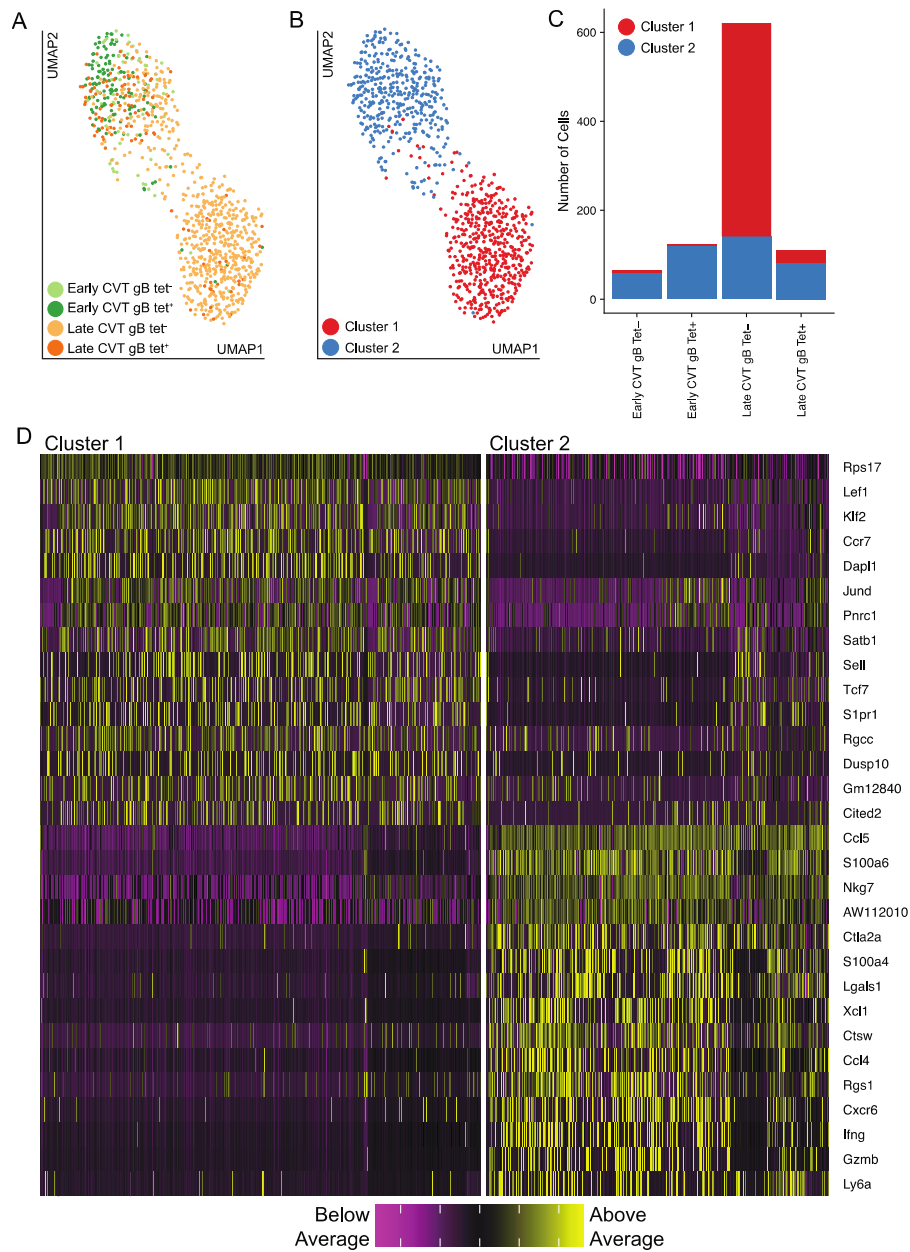 A
UMAP2
Early CVT gB tet⁻
Early CVT gB tet⁺
Late CVT gB tet⁻
Late CVT gB tet⁺
UMAP1
B
UMAP2
Cluster 1
Cluster 2
UMAP1
C
Cluster 1
Cluster 2
Number of Cells
600
400
200
0
Early CVT gB Tet−
Early CVT gB Tet+
Late CVT gB Tet-
Late CVT gB Tet+
D
Cluster 1
Cluster 2
Rps17
Lef1
Klf2
Ccr7
Dapl1
Jund
Pnrc1
Satb1
Sell
Tcf7
S1pr1
Rgcc
Dusp10
Gm12840
Cited2
Ccl5
S100a6
Nkg7
AW112010
Ctla2a
S100a4
Lgals1
Xcl1
Ctsw
Ccl4
Rgs1
Cxcr6
Ifng
Gzmb
Ly6a
Below
Average
Above
Average